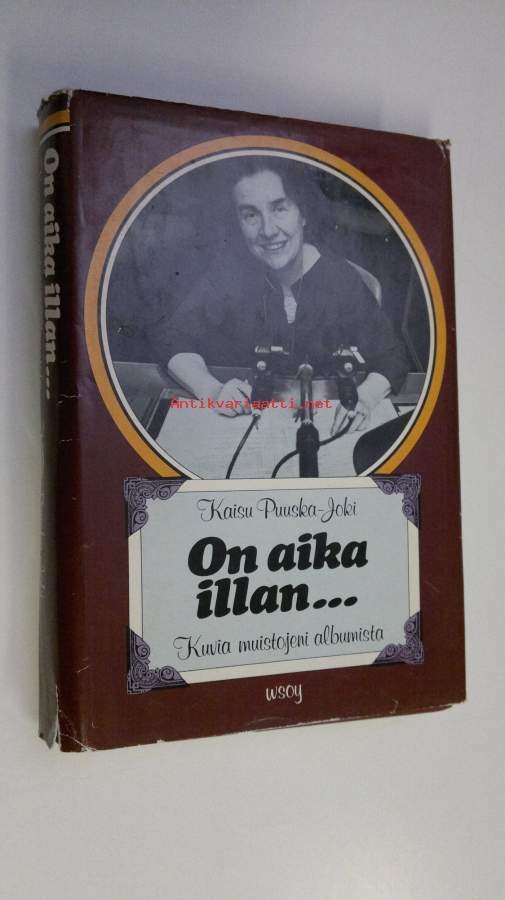 On aika illan...
Antikvariaatti.net
Kaisu Puuska-Joki
On aika
illan...
Kuvia muistojeni albumista
wsoy